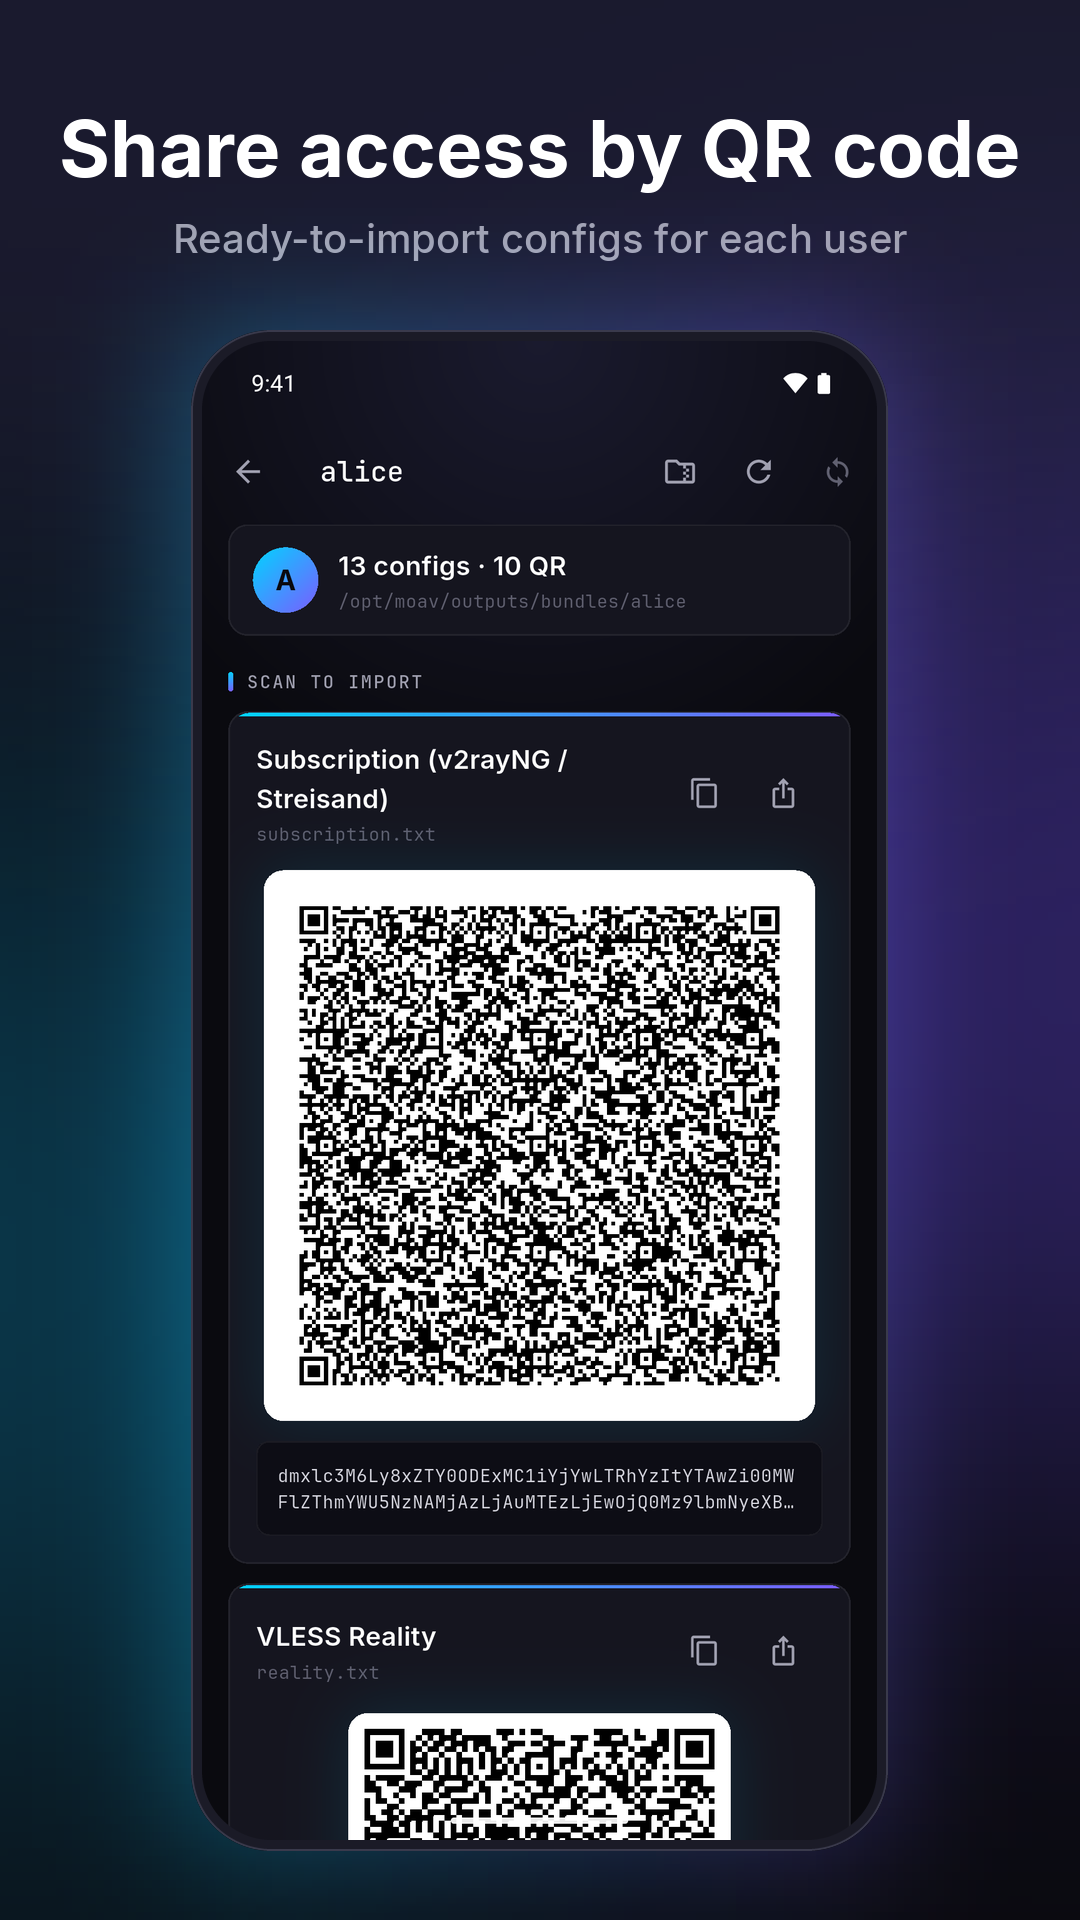 Share access by QR code
Ready-to-import configs for each user
9:41
alice
A
13 configs · 10 QR
/opt/moav/outputs/bundles/alice
SCAN TO IMPORT
Subscription (v2rayNG /
Streisand)
subscription.txt
dmxlc3M6Ly8xZTY0ODExMC1iYjYwLTRhYzItYTAwZi00MW
FlZThmYWU5NzNAMjAzLjAuMTEzLjEwOjQ0Mz9lbmNyeXB…
VLESS Reality
reality.txt